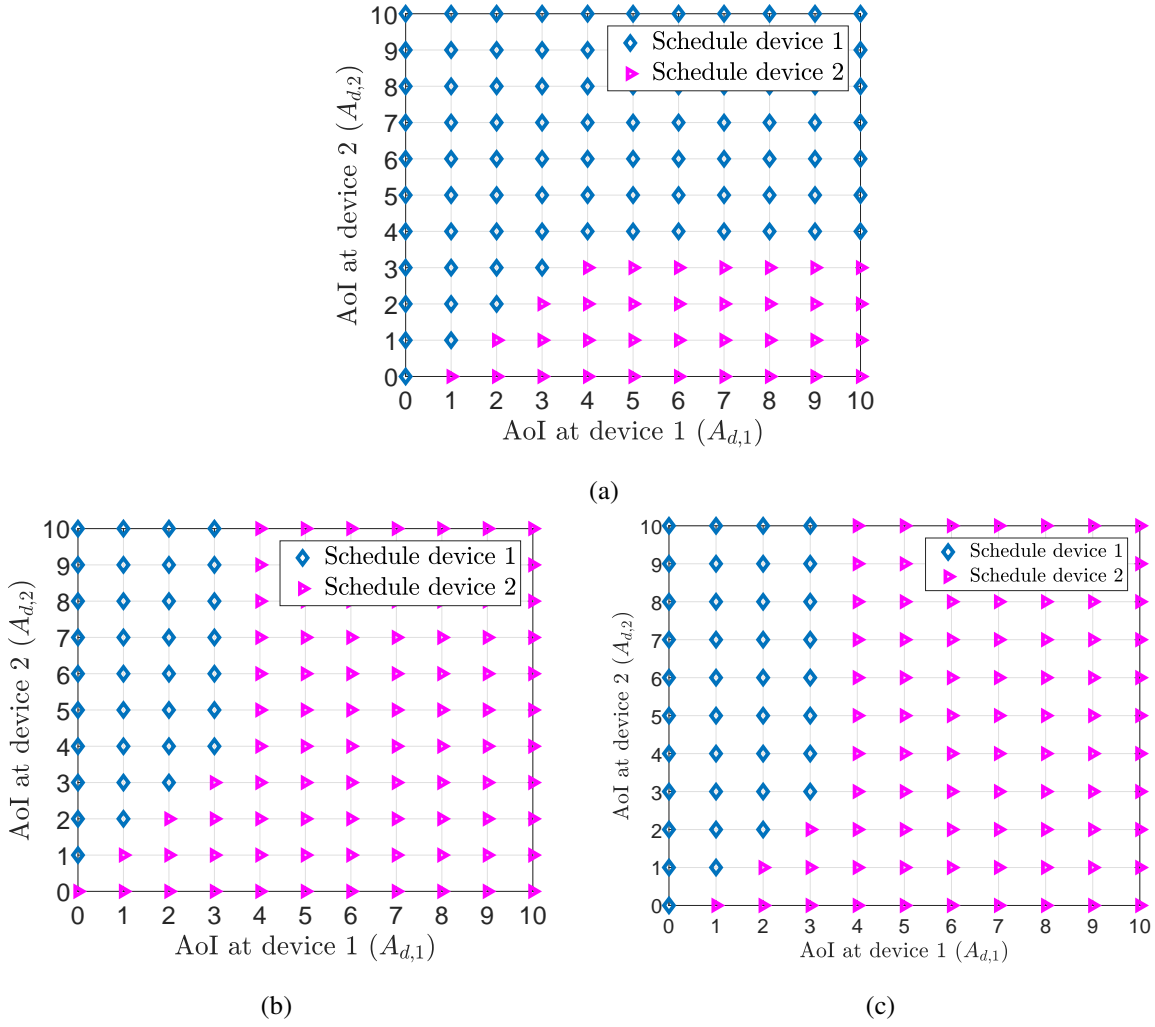 10
9
8
7
6
5
4
3
2
1
0
AoI at device 2 (A_{d,2})
Schedule device 1
Schedule device 2
0 1 2 3 4 5 6 7 8 9 10
AoI at device 1 (A_{d,1})
(a)
10
9
8
7
6
5
4
3
2
1
0
AoI at device 2 (A_{d,2})
Schedule device 1
Schedule device 2
0 1 2 3 4 5 6 7 8 9 10
AoI at device 1 (A_{d,1})
(b)
10
9
8
7
6
5
4
3
2
1
0
AoI at device 2 (A_{d,2})
Schedule device 1
Schedule device 2
0 1 2 3 4 5 6 7 8 9 10
AoI at device 1 (A_{d,1})
(c)